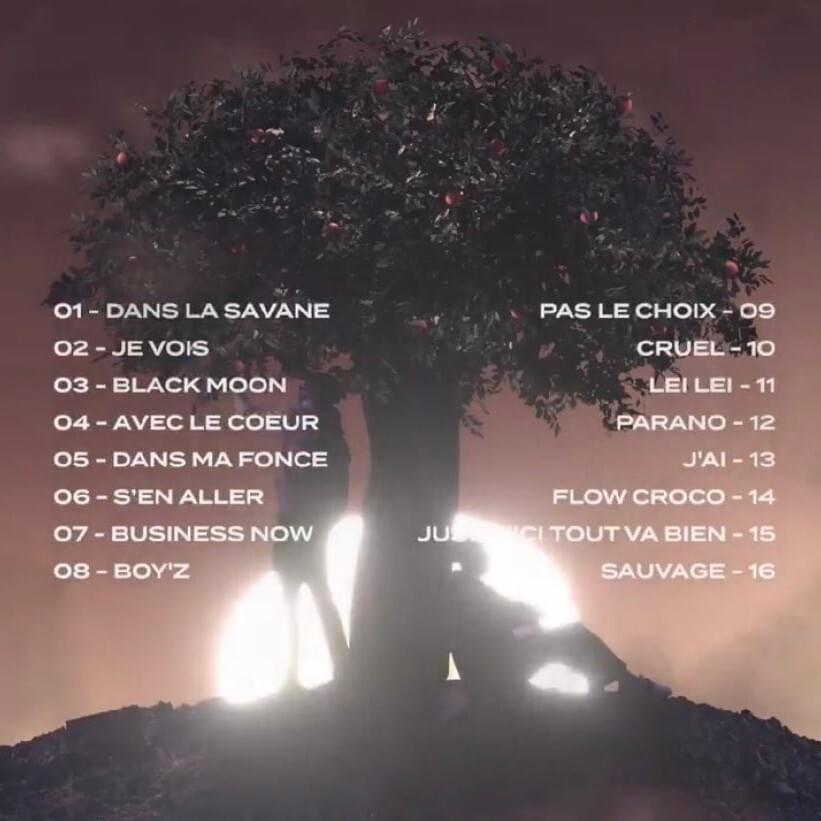 01 - DANS LA SAVANE
02 - JE VOIS
03 - BLACK MOON
04 - AVEC LE COEUR
05 - DANS MA FONCE
06 - S'EN ALLER
07 - BUSINESS NOW
08 - BOY'Z
PAS LE CHOIX - 09
CRUEL - 10
LEI LEI - 11
PARANO - 12
J'AI - 13
FLOW CROCO - 14
TOUT VA BIEN - 15
SAUVAGE - 16